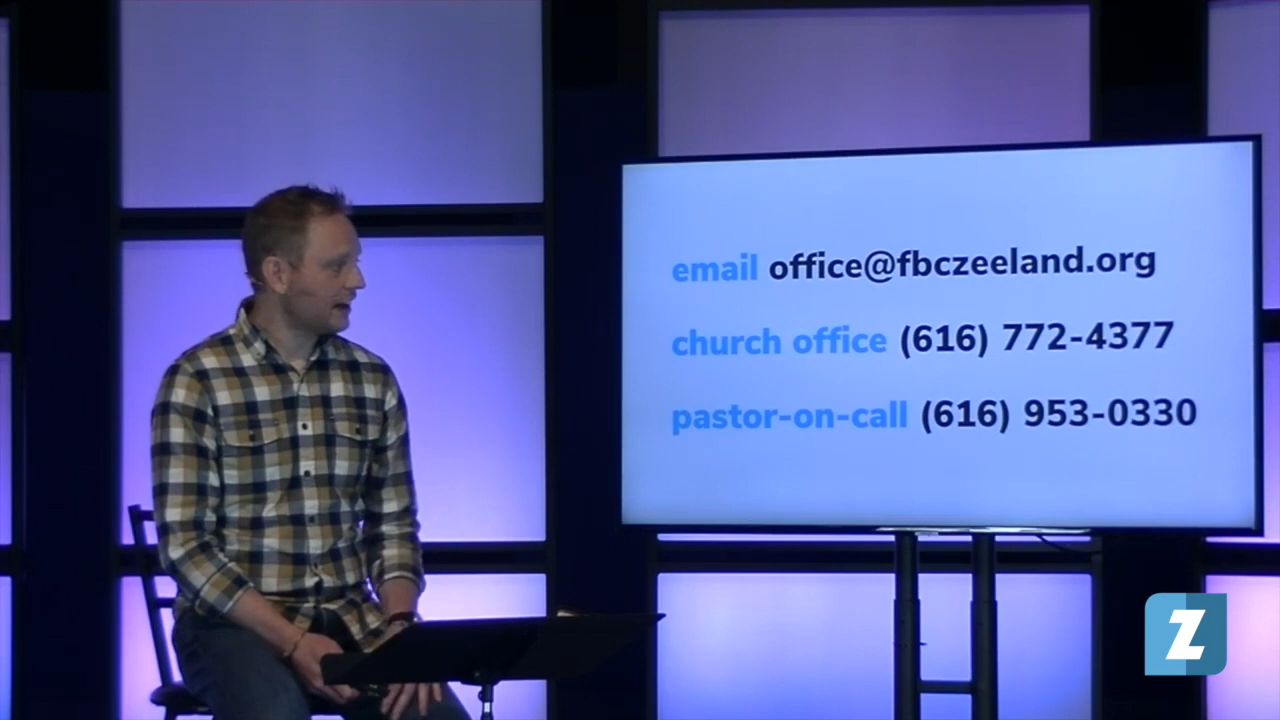 email office@fbczeeland.org
church office (616) 772-4377
pastor-on-call (616) 953-0330
Z